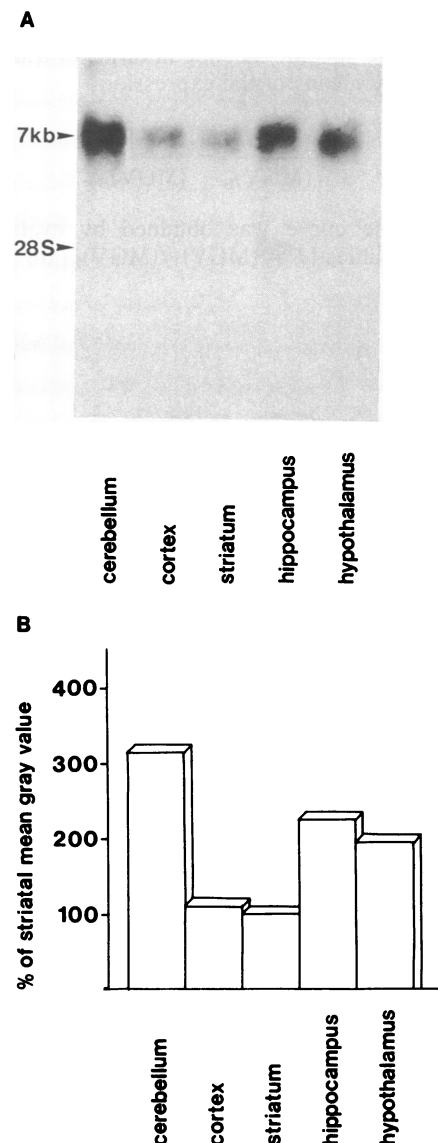 A
7kb
28S
cerebellum
cortex
striatum
hippocampus
hypothalamus
B
% of striatal mean gray value
400
300
200
100
cerebellum
cortex
striatum
hippocampus
hypothalamus